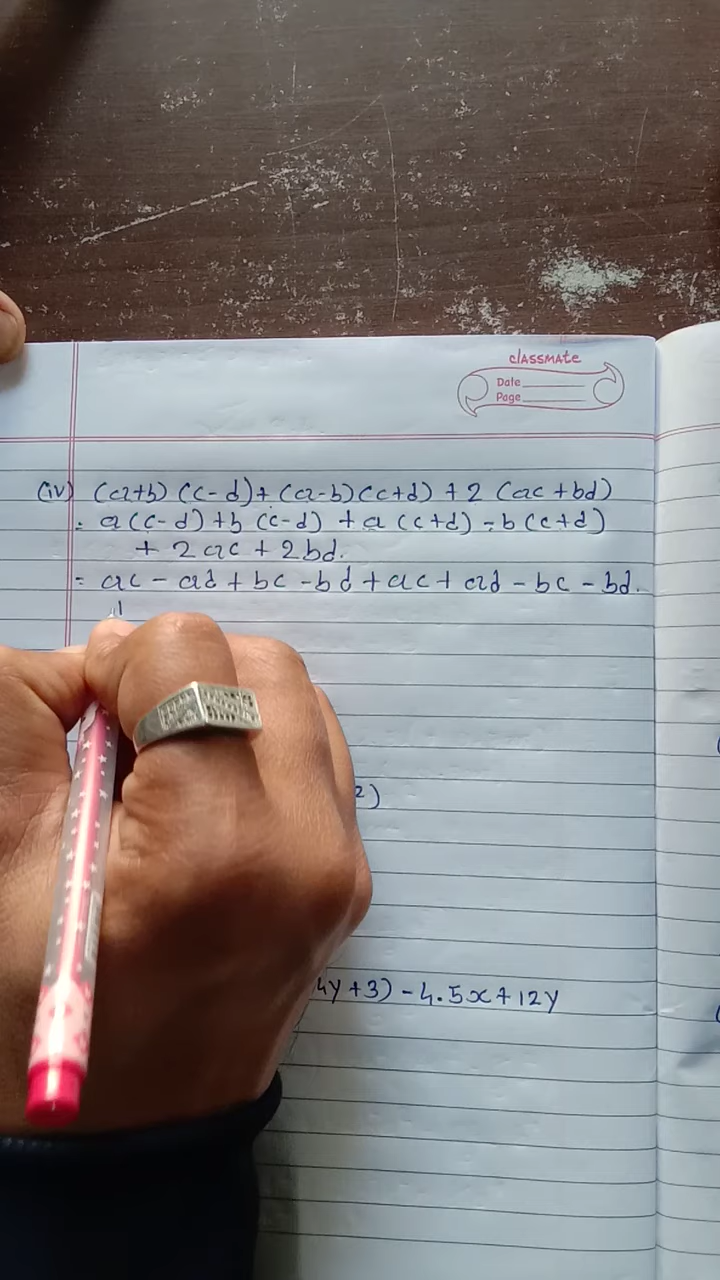 classmate
Date
Page
(iv) (a+b) (c-d)+(a-b)(c+d) +2 (ac+bd)
= a(c-d)+b (c-d) +a (c+d) -b(c+d)
+ 2ac + 2bd.
= ac - ad + bc -bd + ac + ad - bc - bd.
²)
4y+3) - 4.5x+12y